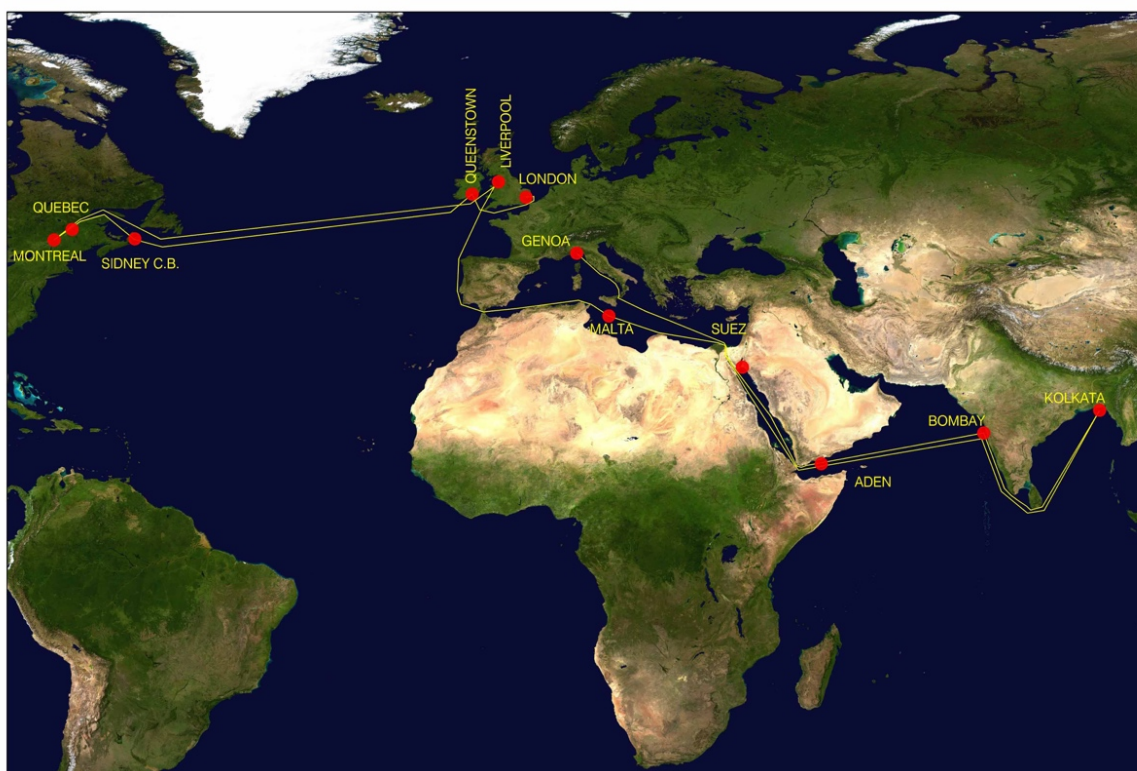 QUEENSTOWN
LIVERPOOL
LONDON
QUEBEC
MONTREAL
SIDNEY C.B.
GENOA
MALTA
SUEZ
KOLKATA
BOMBAY
ADEN